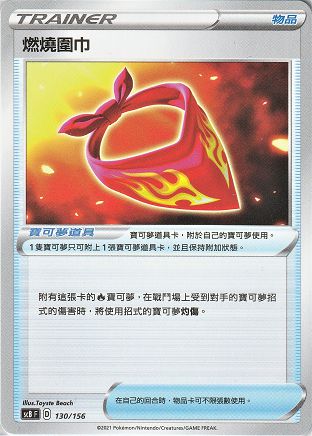 TRAINER 物品
燃燒圍巾
寶可夢道具 寶可夢道具卡，附於自己的寶可夢使用。
1隻寶可夢只可附上1張寶可夢道具卡，並且保持附加狀態。
附有這張卡的🔥寶可夢，在戰鬥場上受到對手的寶可夢招
式的傷害時，將使用招式的寶可夢灼傷。
Illus.Toyste Beach
scB F D 130/156
在自己的回合時，物品卡可不限張數使用。
©2021 Pokémon/Nintendo/Creatures/GAME FREAK.